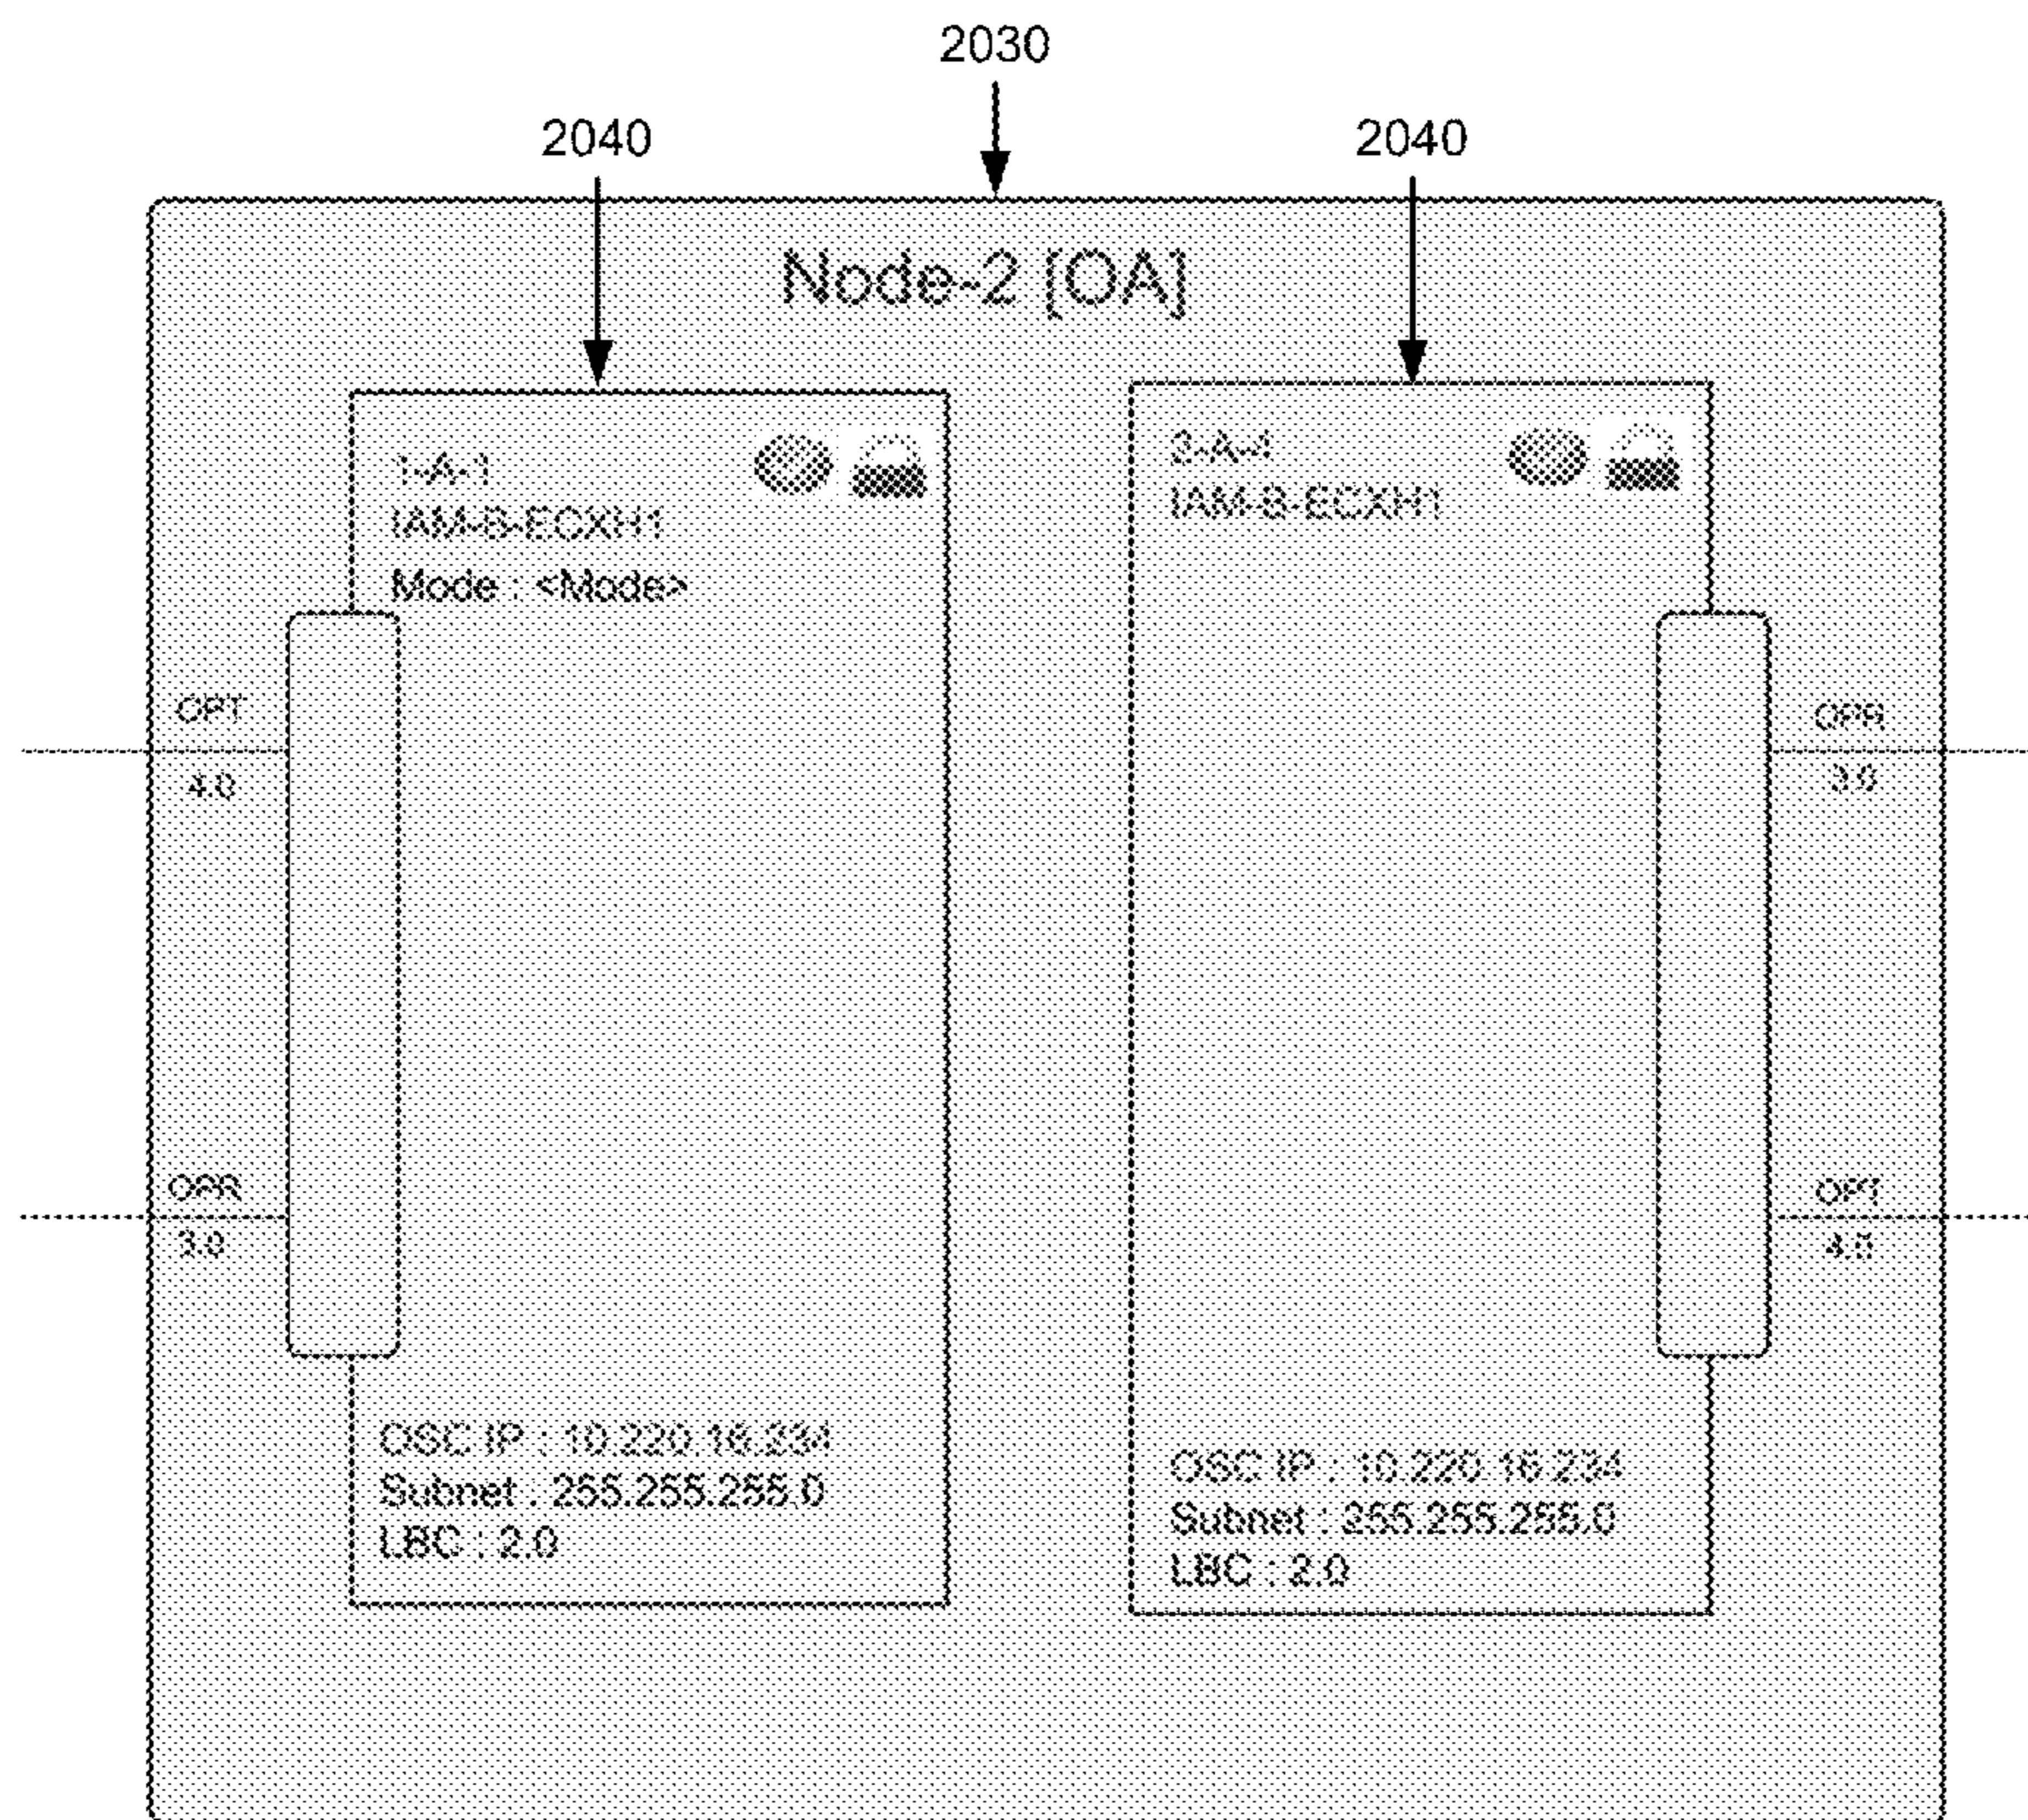 2030
2040
2040
Node-2 [OA]
1-A-1
IAM-B-ECXH1
Mode : <Mode>
IAM-B-ECXH1
OPT
4.0
OPR
3.0
OPR
3.0
OPT
4.0
OSC IP : 10.220.16.234
Subnet : 255.255.255.0
LBC : 2.0
OSC IP : 10.220.16.234
Subnet : 255.255.255.0
LBC : 2.0